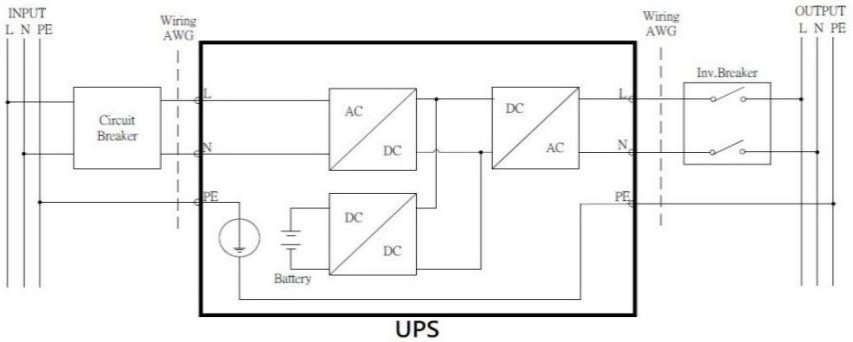 INPUT
L N PE
Wiring
AWG
Wiring
AWG
OUTPUT
L N PE
Inv.Breaker
Circuit
Breaker
L
AC
DC
DC
AC
L
N
N
PE
PE
DC
DC
Battery
UPS